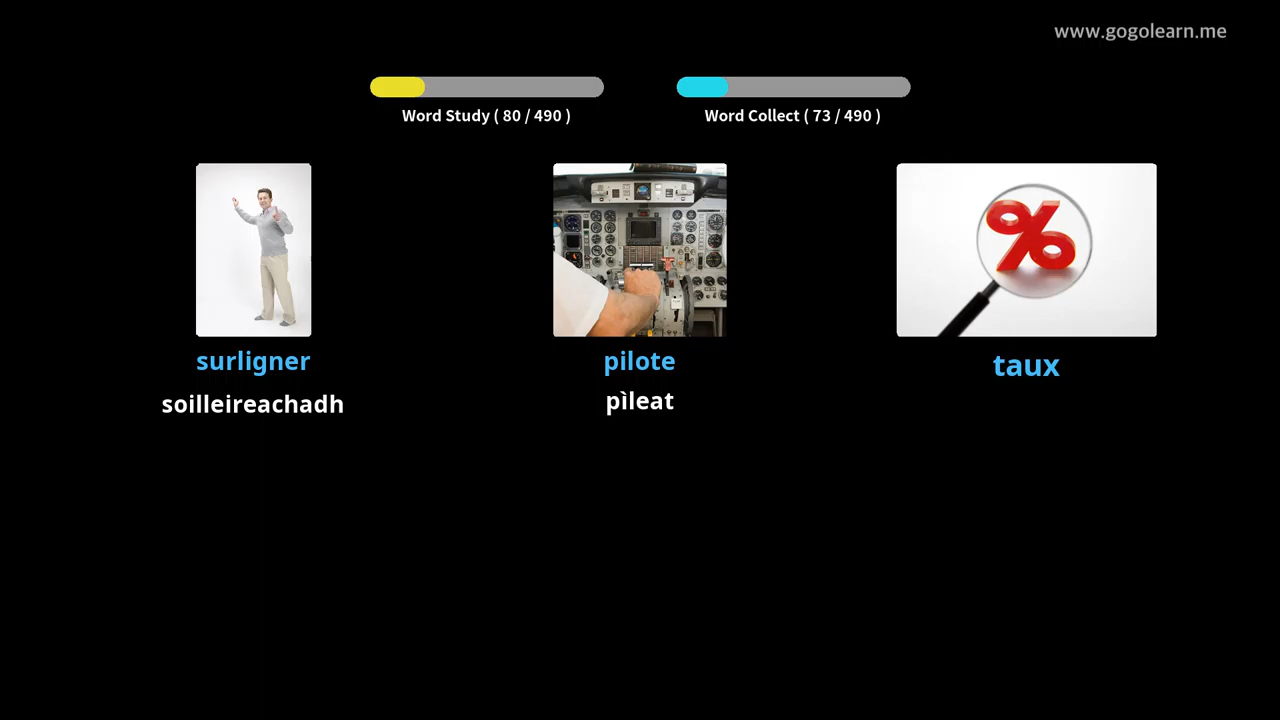 www.gogolearn.me
Word Study ( 80 / 490 )
Word Collect ( 73 / 490 )
surligner
soilleireachadh
pilote
pìleat
taux